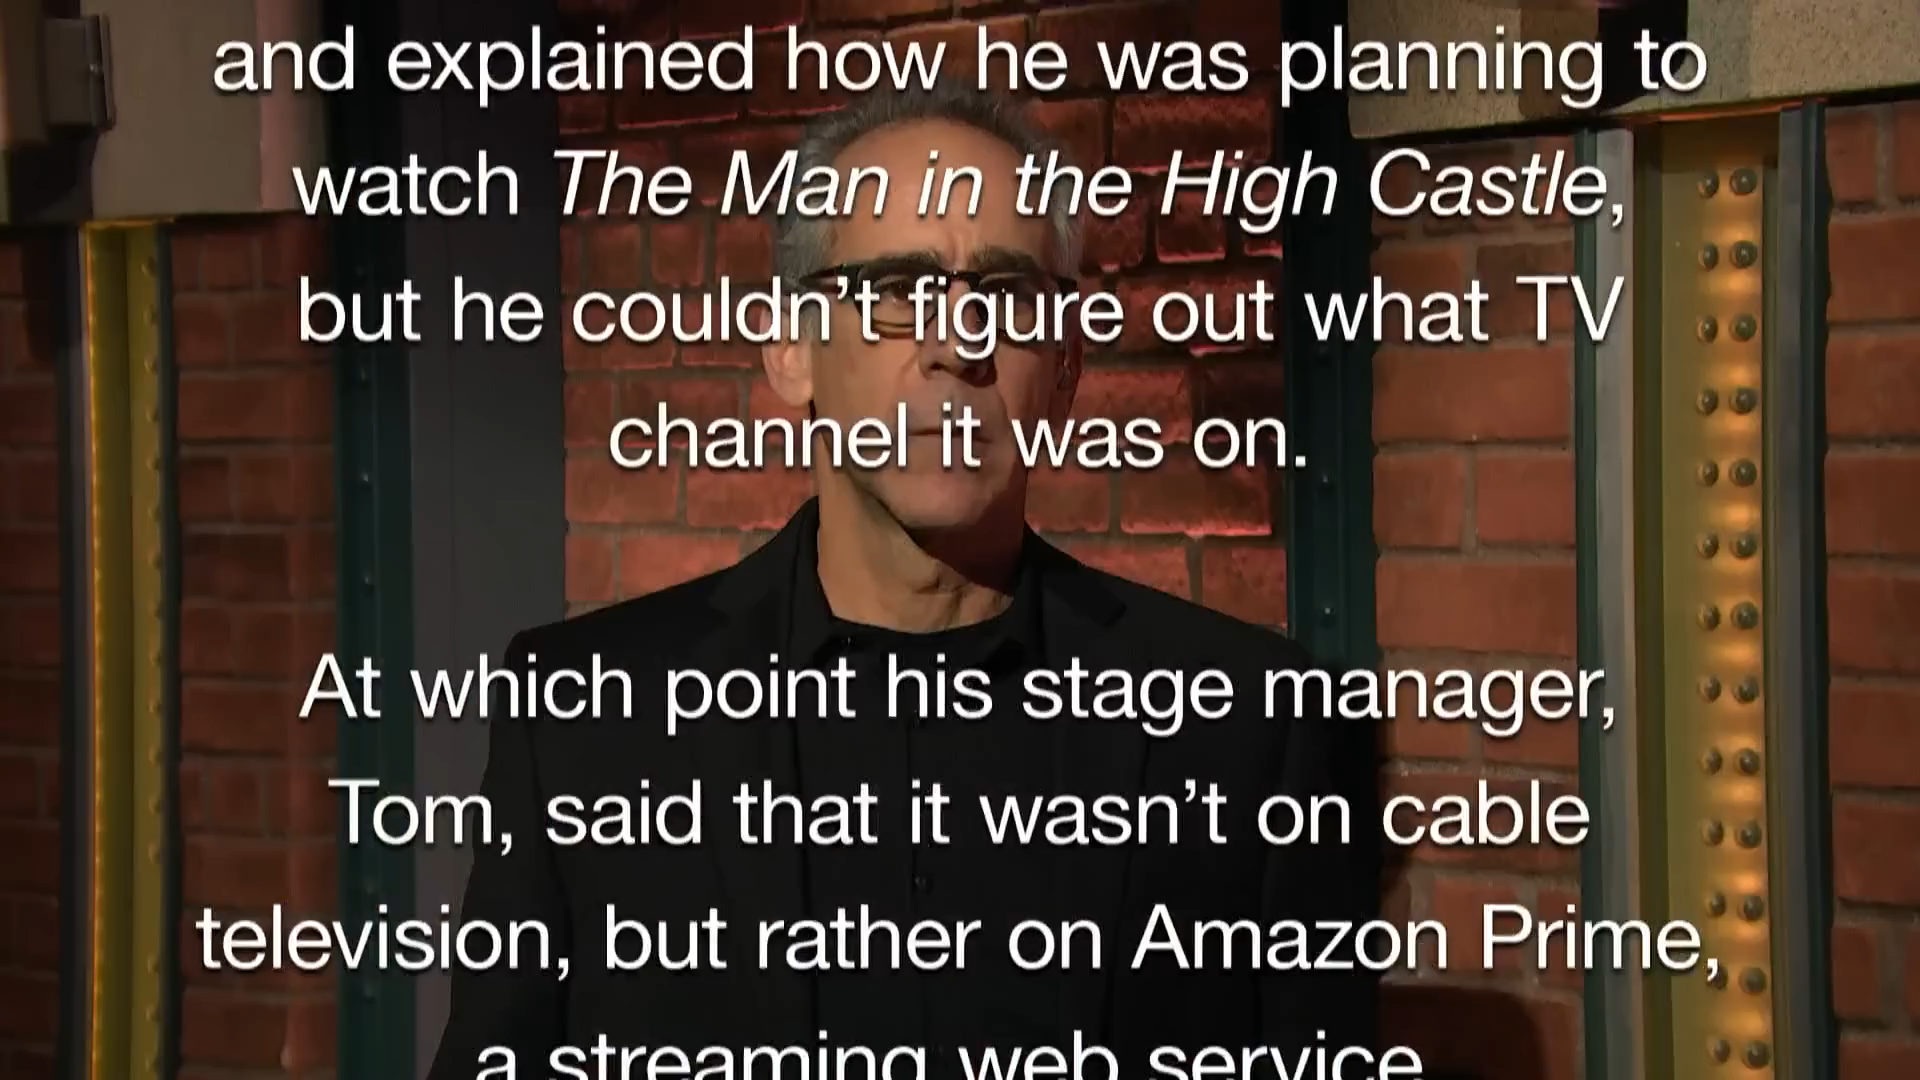 and explained how he was planning to
watch The Man in the High Castle,
but he couldn't figure out what TV
channel it was on.
At which point his stage manager,
Tom, said that it wasn't on cable
television, but rather on Amazon Prime,
a streaming web service